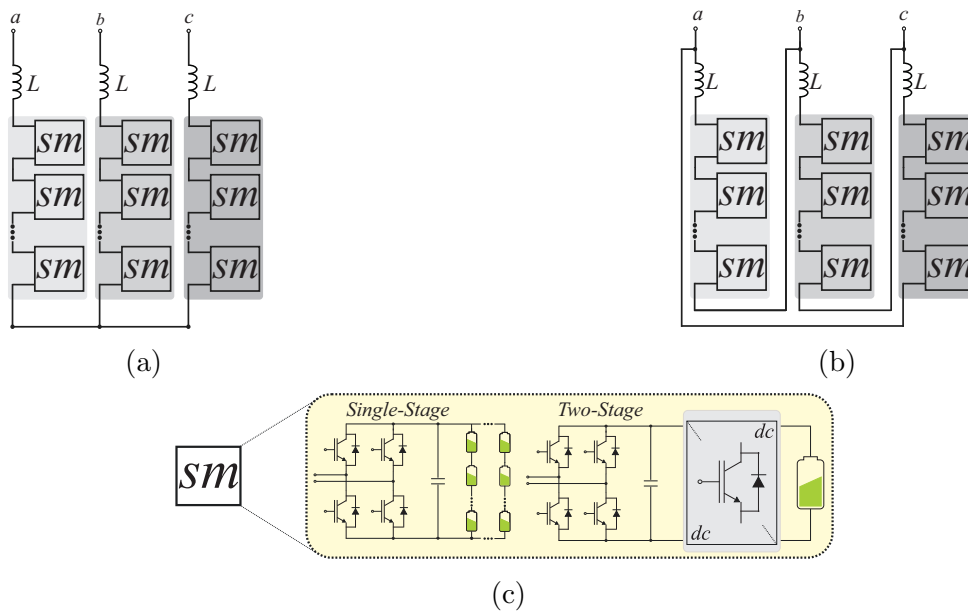 a b c
L L L
sm sm sm
sm sm sm
sm sm sm
(a)
a b c
L L L
sm sm sm
sm sm sm
sm sm sm
(b)
sm
Single-Stage
Two-Stage
dc
dc
(c)